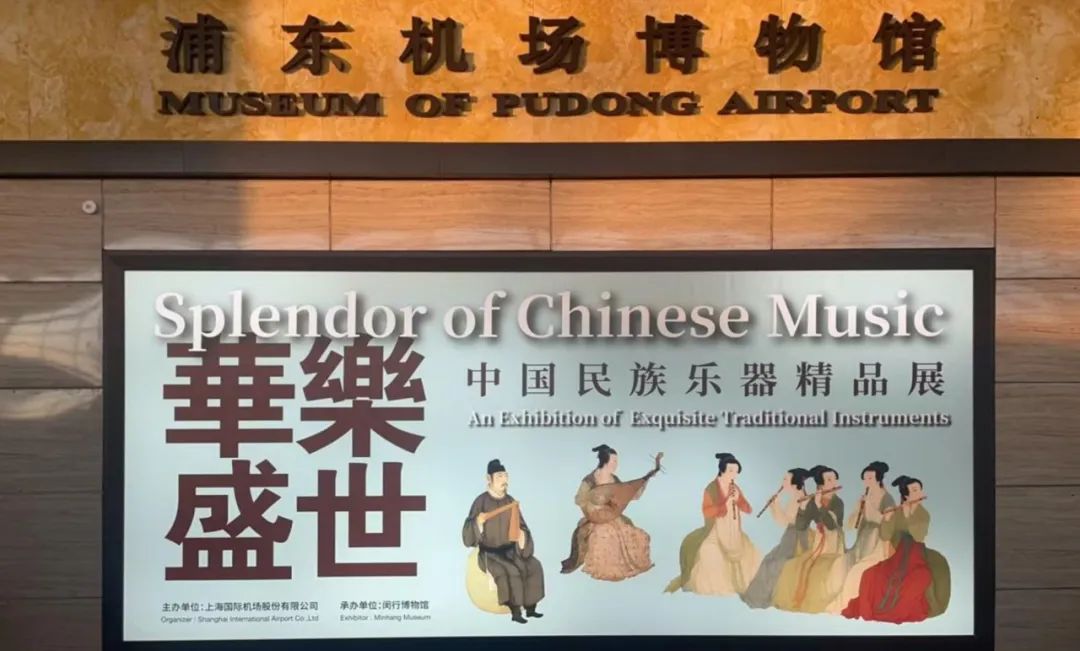 浦东机场博物馆
MUSEUM OF PUDONG AIRPORT
Splendor of Chinese Music
華樂
盛世
中国民族乐器精品展
An Exhibition of Exquisite Traditional Instruments
主办单位：上海国际机场股份有限公司
Organizer / Shanghai International Airport Co.,Ltd
承办单位：闵行博物馆
Exhibitor : Minhang Museum